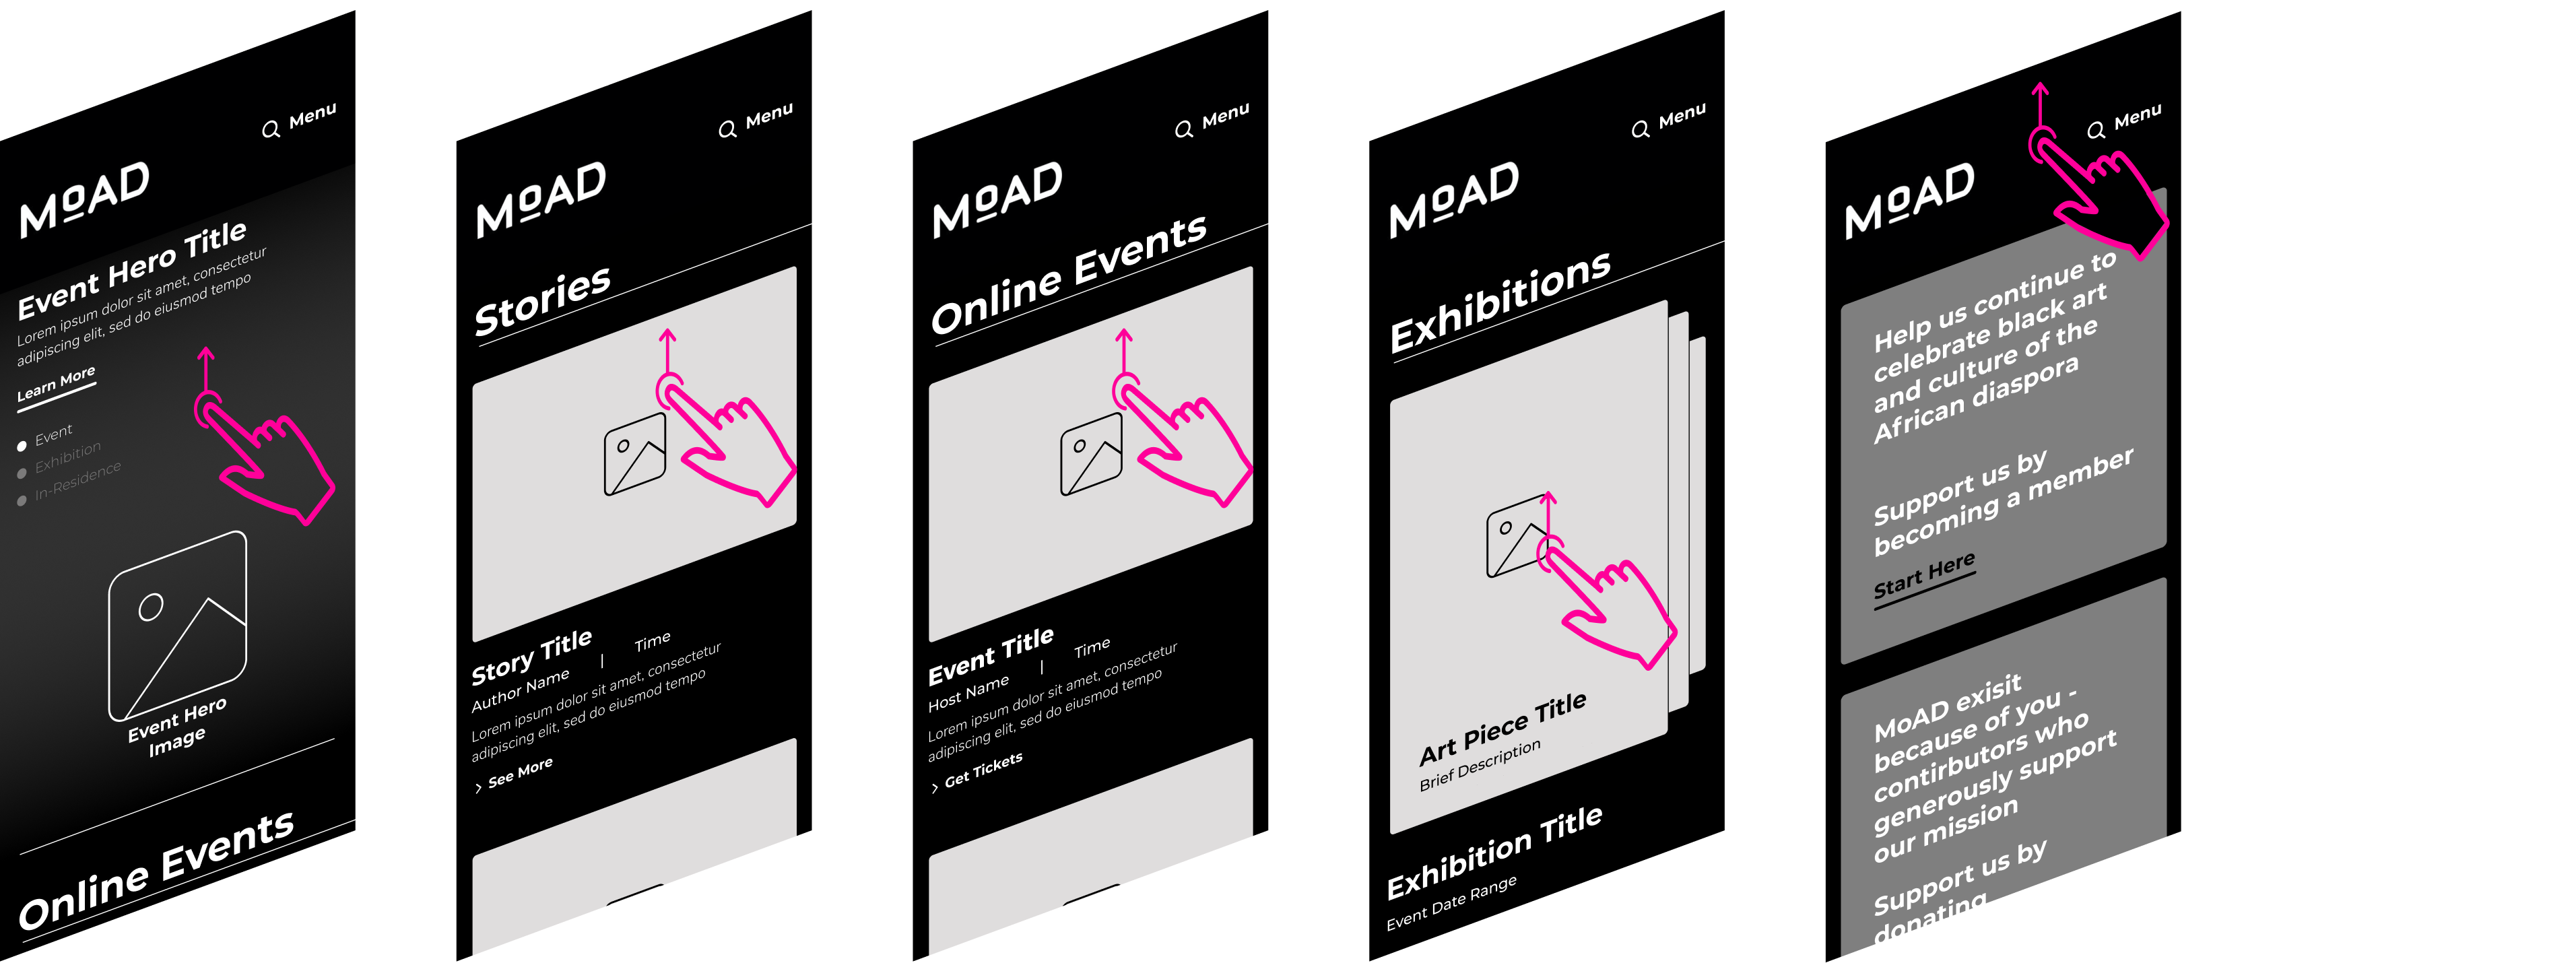 Menu
MoAD
Event Hero Title
Lorem ipsum dolor sit amet, consectetur
adipiscing elit, sed do eiusmod tempo
Learn More
Event
Exhibition
In-Residence
Event Hero
Image
Online Events
Menu
MoAD
Stories
Story Title
Author Name | Time
Lorem ipsum dolor sit amet, consectetur
adipiscing elit, sed do eiusmod tempo
> See More
Menu
MoAD
Online Events
Event Title
Host Name | Time
Lorem ipsum dolor sit amet, consectetur
adipiscing elit, sed do eiusmod tempo
> Get Tickets
Menu
MoAD
Exhibitions
Art Piece Title
Brief Description
Exhibition Title
Event Date Range
Menu
MoAD
Help us continue to
celebrate black art
and culture of the
African diaspora
Support us by
becoming a member
Start Here
MoAD exisit
because of you -
contirbutors who
generously support
our mission
Support us by
donating